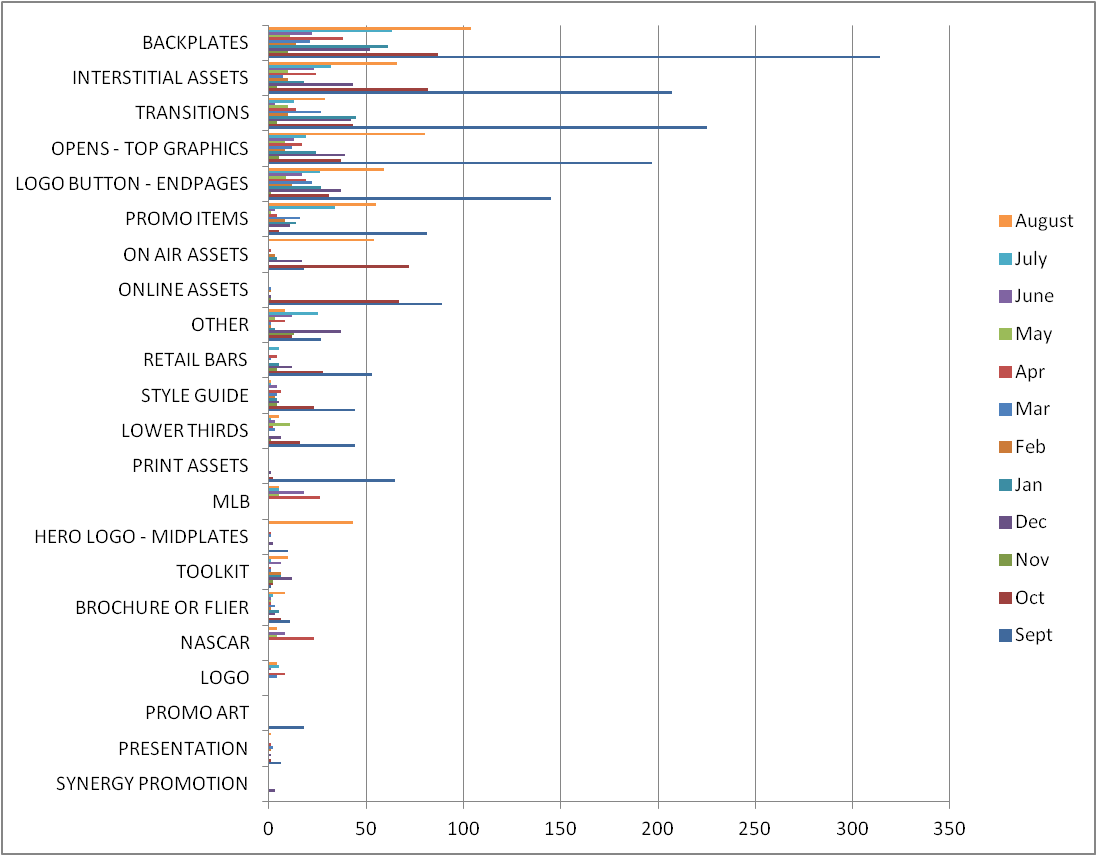 BACKPLATES
INTERSTITIAL ASSETS
TRANSITIONS
OPENS - TOP GRAPHICS
LOGO BUTTON - ENDPAGES
PROMO ITEMS
ON AIR ASSETS
ONLINE ASSETS
OTHER
RETAIL BARS
STYLE GUIDE
LOWER THIRDS
PRINT ASSETS
MLB
HERO LOGO - MIDPLATES
TOOLKIT
BROCHURE OR FLIER
NASCAR
LOGO
PROMO ART
PRESENTATION
SYNERGY PROMOTION
0 50 100 150 200 250 300 350
August
July
June
May
Apr
Mar
Feb
Jan
Dec
Nov
Oct
Sept